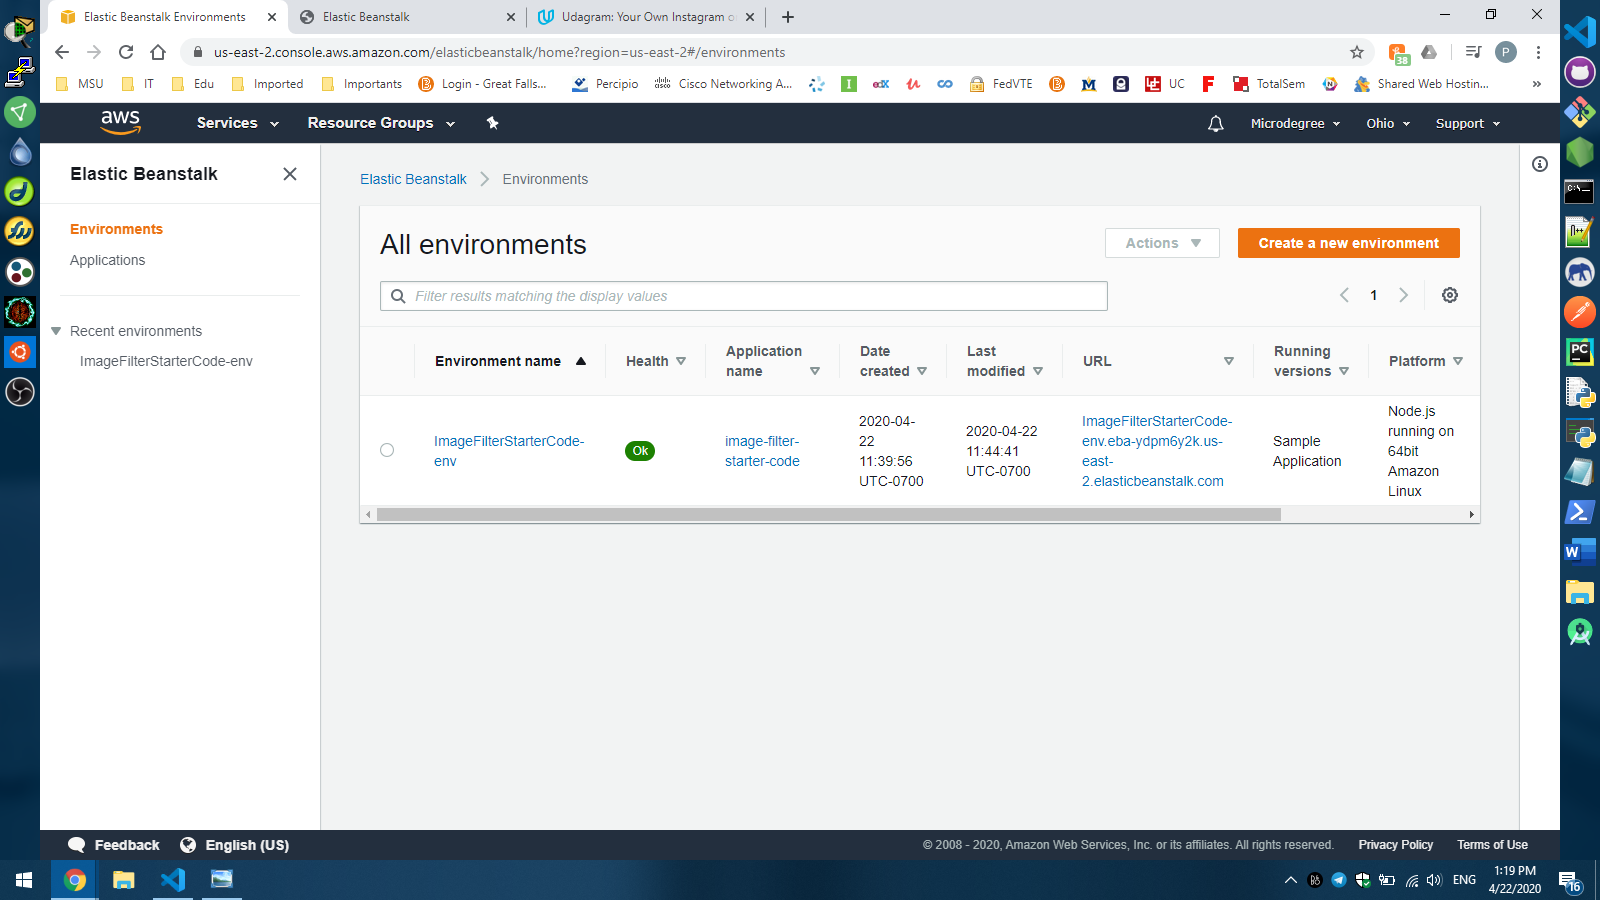 Elastic Beanstalk Environments
Elastic Beanstalk
Udagram: Your Own Instagram o
us-east-2.console.aws.amazon.com/elasticbeanstalk/home?region=us-east-2#/environments
38
P
MSU
IT
Edu
Imported
Importants
Login - Great Falls...
Percipio
Cisco Networking A...
FedVTE
UC
TotalSem
Shared Web Hostin...
»
aws
Services
Resource Groups
Microdegree
Ohio
Support
Elastic Beanstalk
Environments
Applications
Recent environments
ImageFilterStarterCode-env
Elastic Beanstalk
Environments
All environments
Actions
Create a new environment
Filter results matching the display values
1
Environment name
Health
Application
name
Date
created
Last
modified
URL
Running
versions
Platform
ImageFilterStarterCode-
env
Ok
image-filter-
starter-code
2020-04-
22
11:39:56
UTC-0700
2020-04-22
11:44:41
UTC-0700
ImageFilterStarterCode-
env.eba-ydpm6y2k.us-
east-
2.elasticbeanstalk.com
Sample
Application
Node.js
running on
64bit
Amazon
Linux
Feedback
English (US)
© 2008 - 2020, Amazon Web Services, Inc. or its affiliates. All rights reserved.
Privacy Policy
Terms of Use
ENG
1:19 PM
4/22/2020
16